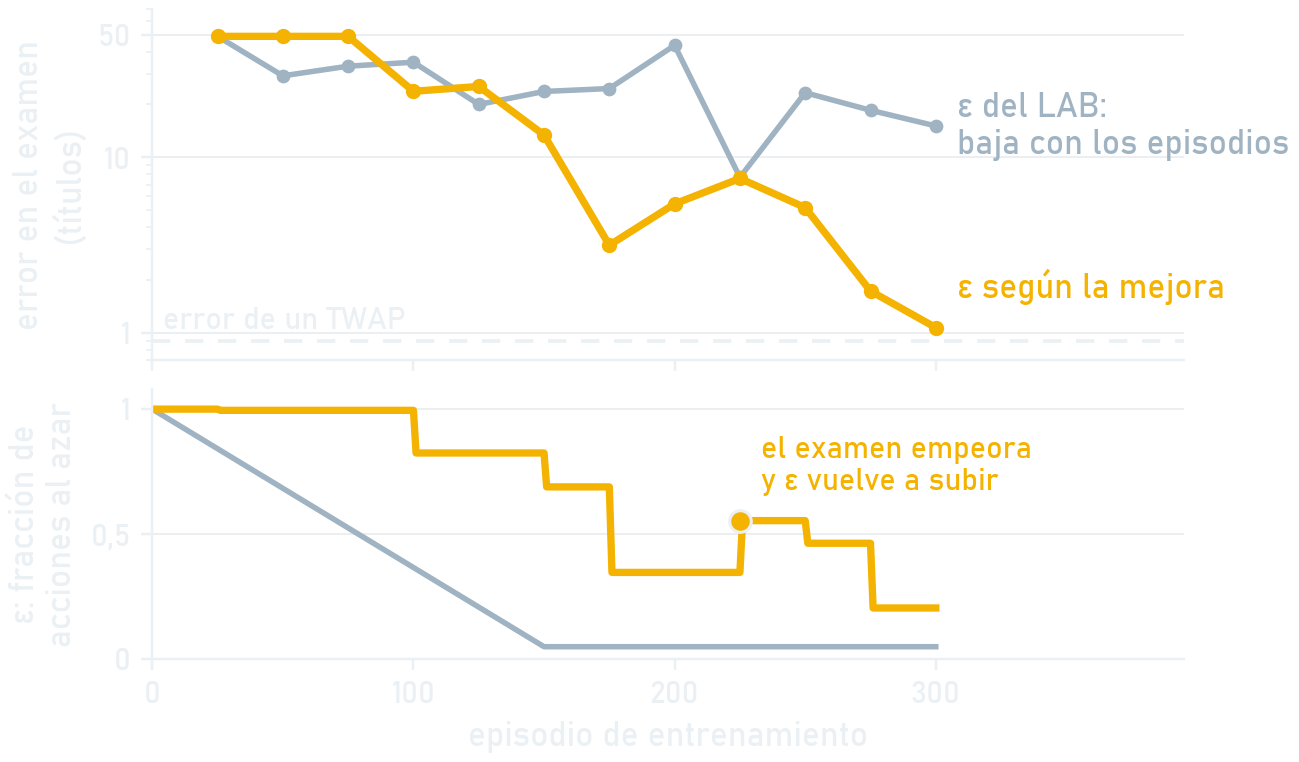 error en el examen
(títulos)
50
10
1
ε del LAB:
baja con los episodios
ε según la mejora
error de un TWAP
ε: fracción de
acciones al azar
1
0,5
0
el examen empeora
y ε vuelve a subir
0
100
200
300
episodio de entrenamiento